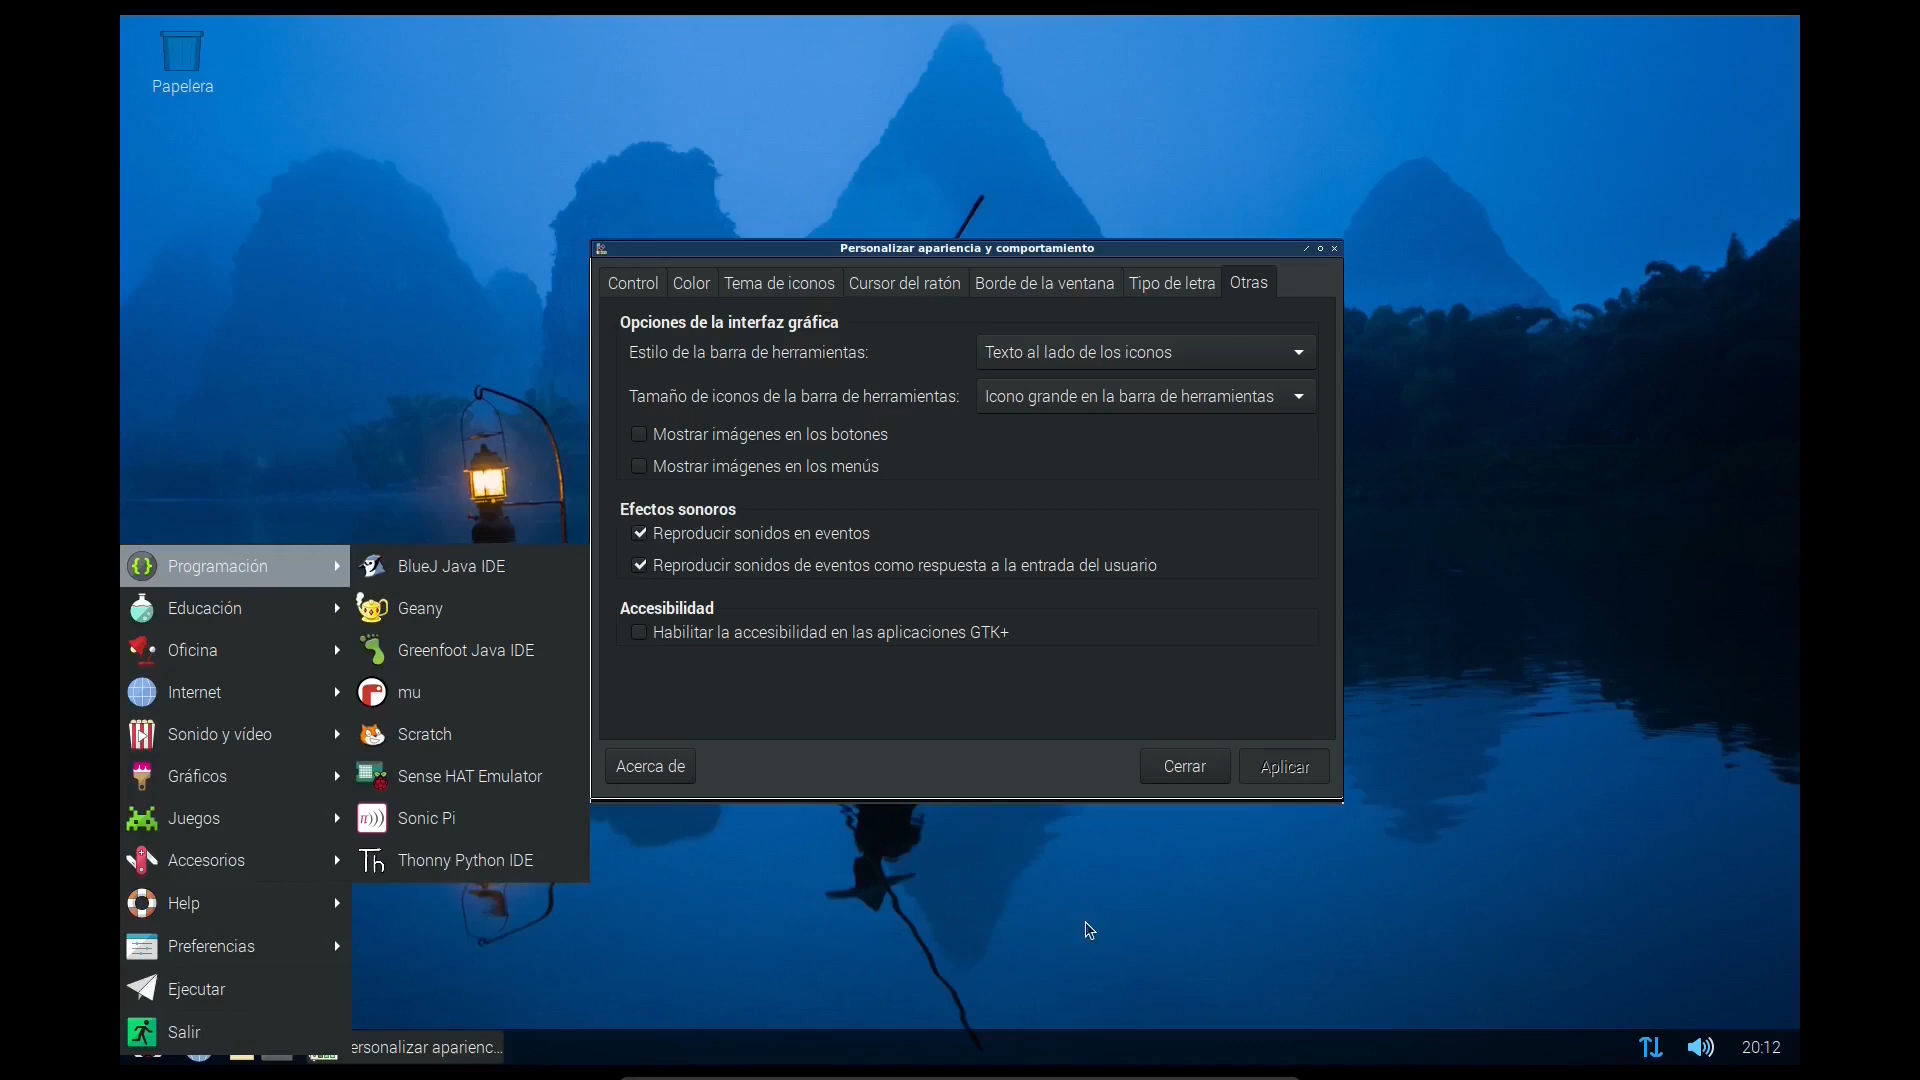 Papelera
Personalizar apariencia y comportamiento
Control
Color
Tema de iconos
Cursor del ratón
Borde de la ventana
Tipo de letra
Otras
Opciones de la interfaz gráfica
Estilo de la barra de herramientas:
Texto al lado de los iconos
Tamaño de iconos de la barra de herramientas:
Icono grande en la barra de herramientas
Mostrar imágenes en los botones
Mostrar imágenes en los menús
Efectos sonoros
Reproducir sonidos en eventos
Reproducir sonidos de eventos como respuesta a la entrada del usuario
Accesibilidad
Habilitar la accesibilidad en las aplicaciones GTK+
Acerca de
Cerrar
Aplicar
Programación
Educación
Oficina
Internet
Sonido y vídeo
Gráficos
Juegos
Accesorios
Help
Preferencias
Ejecutar
Salir
BlueJ Java IDE
Geany
Greenfoot Java IDE
mu
Scratch
Sense HAT Emulator
π)))
Sonic Pi
Th
Thonny Python IDE
ersonalizar aparienc...
20:12